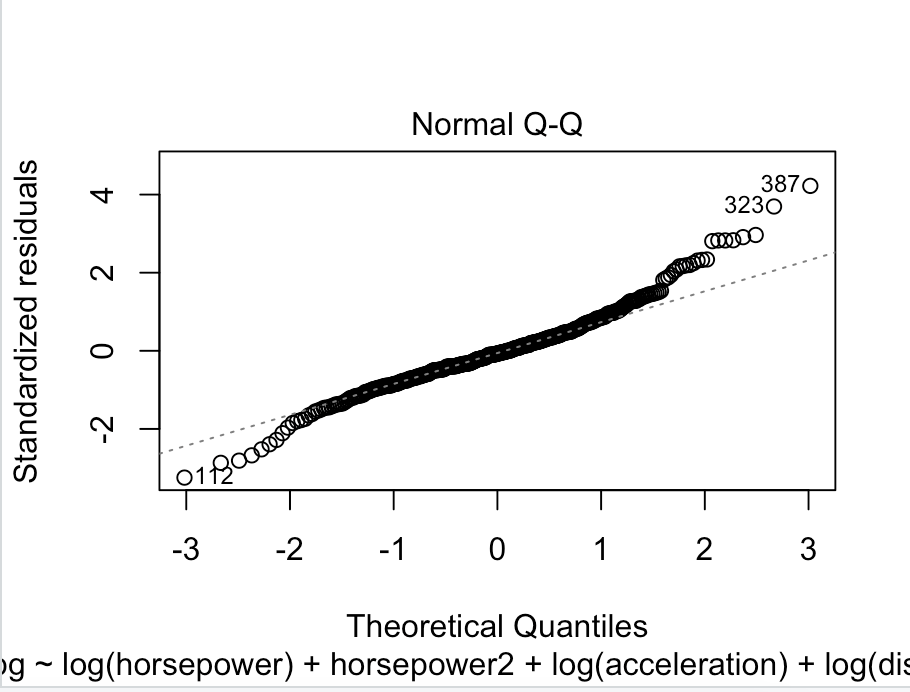 Normal Q-Q
Standardized residuals
4
2
0
-2
387
323
112
-3 -2 -1 0 1 2 3
Theoretical Quantiles
og ~ log(horsepower) + horsepower2 + log(acceleration) + log(dis